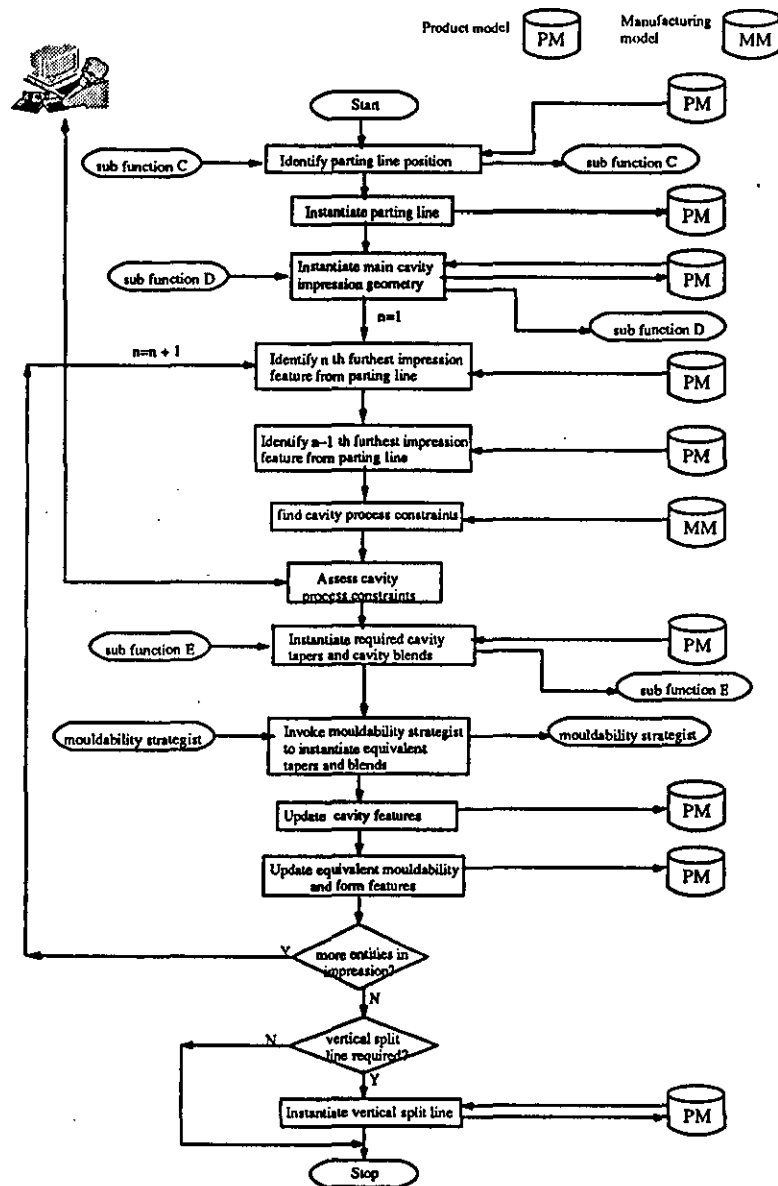 Product model
PM
Manufacturing
model
MM
Start
PM
sub function C
Identify parting line position
sub function C
Instantiate parting line
PM
sub function D
Instantiate main cavity
impression geometry
PM
n=1
sub function D
n=n + 1
Identify n th furthest impression
feature from parting line
PM
Identify n–1 th furthest impression
feature from parting line
PM
find cavity process constraints
MM
Assess cavity
process constraints
sub function E
Instantiate required cavity
tapers and cavity blends
PM
sub function E
mouldability strategist
Invoke mouldability strategist
to instantiate equivalent
tapers and blends
mouldability strategist
Update cavity features
PM
Update equivalent mouldability
and form features
PM
Y
more entities in
impression?
N
N
vertical split
line required?
Y
Instantiate vertical split line
PM
Stop